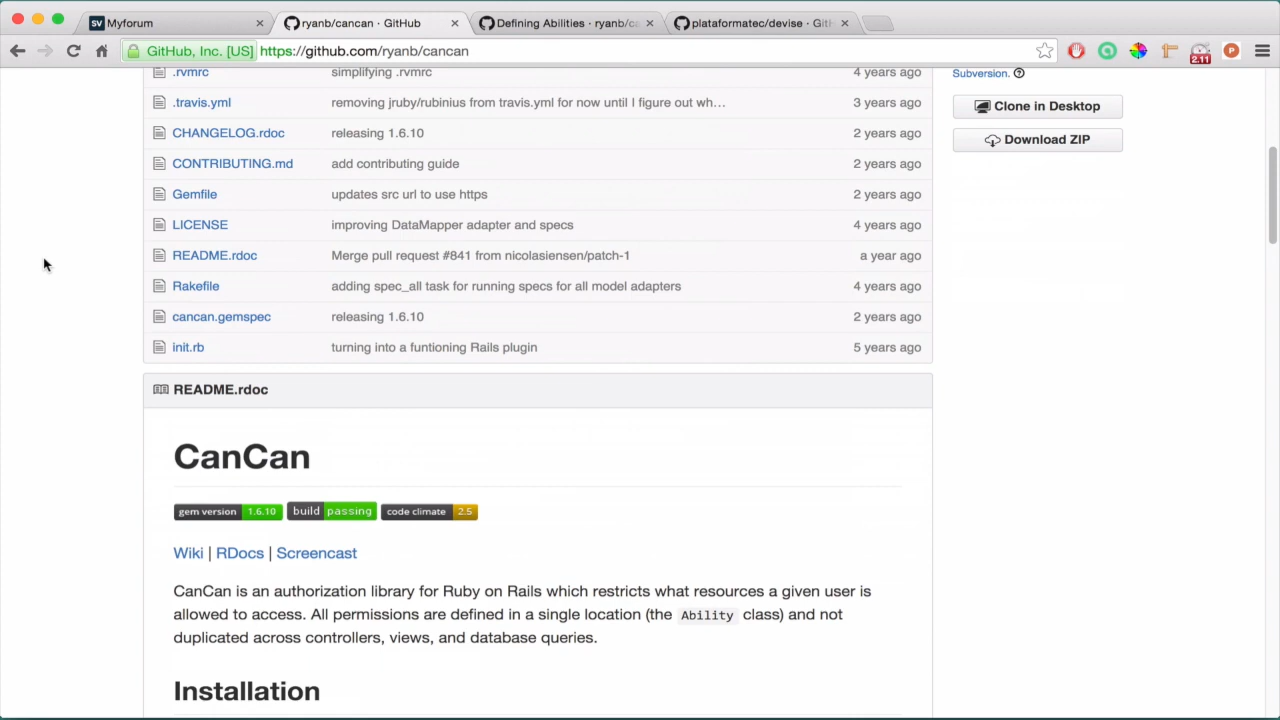 SV Myforum
ryanb/cancan · GitHub
Defining Abilities · ryanb/ca
plataformatec/devise · GitH
GitHub, Inc. [US] https://github.com/ryanb/cancan
2.11
P
.rvmrc simplifying .rvmrc 4 years ago
Subversion. ?
.travis.yml removing jruby/rubinius from travis.yml for now until I figure out wh… 3 years ago
Clone in Desktop
CHANGELOG.rdoc releasing 1.6.10 2 years ago
Download ZIP
CONTRIBUTING.md add contributing guide 2 years ago
Gemfile updates src url to use https 2 years ago
LICENSE improving DataMapper adapter and specs 4 years ago
README.rdoc Merge pull request #841 from nicolasiensen/patch-1 a year ago
Rakefile adding spec_all task for running specs for all model adapters 4 years ago
cancan.gemspec releasing 1.6.10 2 years ago
init.rb turning into a funtioning Rails plugin 5 years ago
README.rdoc
CanCan
gem version 1.6.10 build passing code climate 2.5
Wiki | RDocs | Screencast
CanCan is an authorization library for Ruby on Rails which restricts what resources a given user is
allowed to access. All permissions are defined in a single location (the Ability class) and not
duplicated across controllers, views, and database queries.
Installation